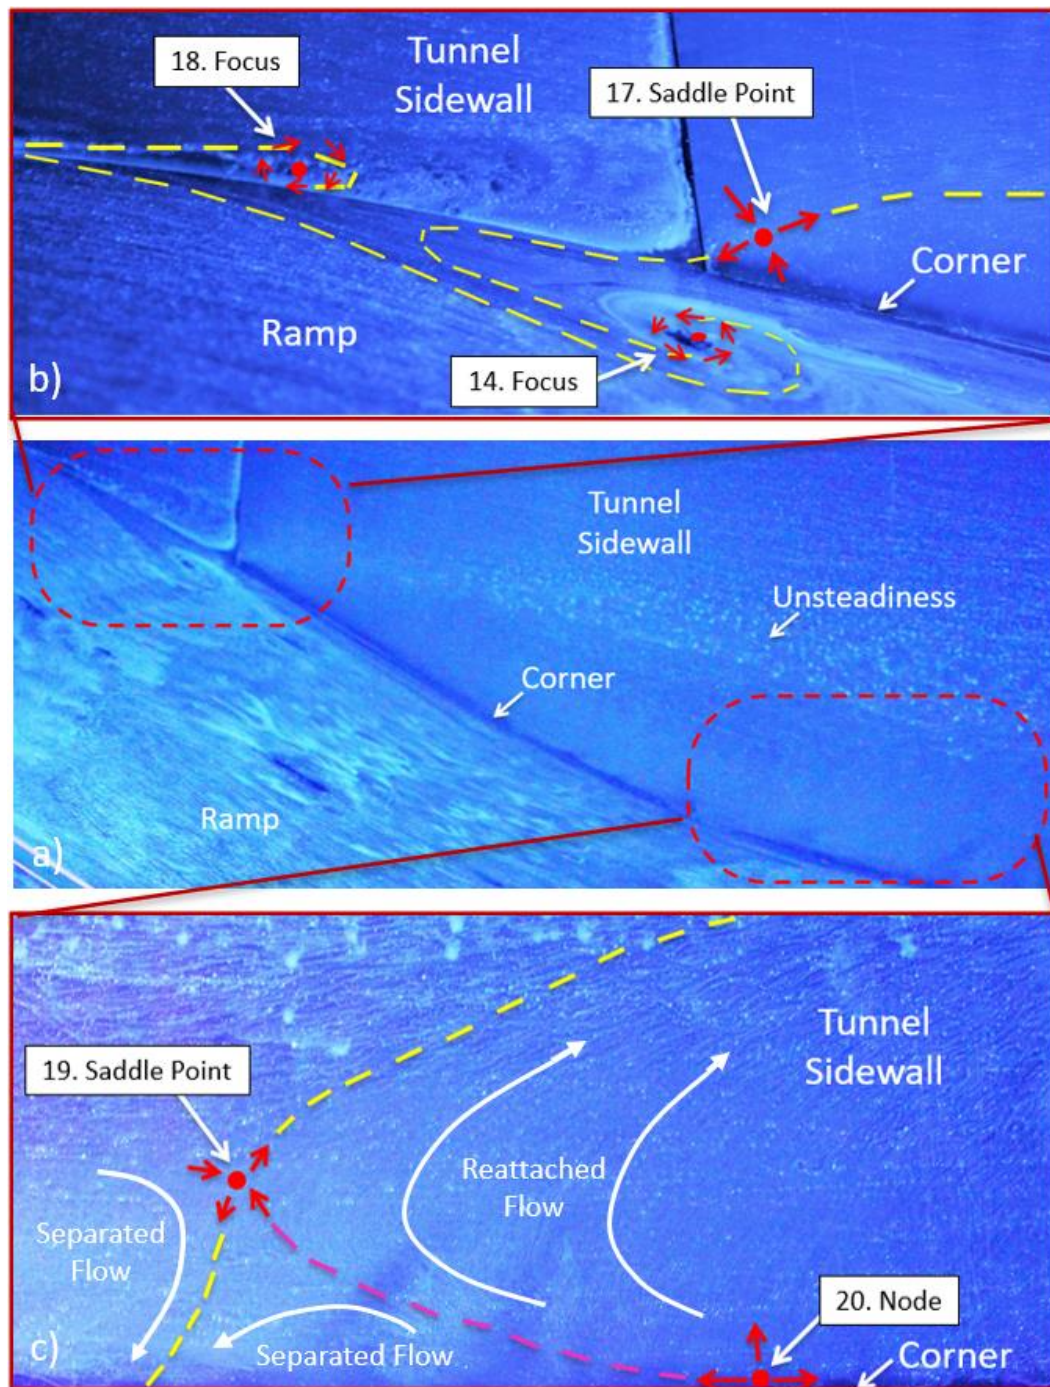 18. Focus
Tunnel
Sidewall
17. Saddle Point
Corner
Ramp
14. Focus
b)
Tunnel
Sidewall
Unsteadiness
Corner
Ramp
a)
Tunnel
Sidewall
19. Saddle Point
Reattached
Flow
Separated
Flow
20. Node
Separated Flow
Corner
c)